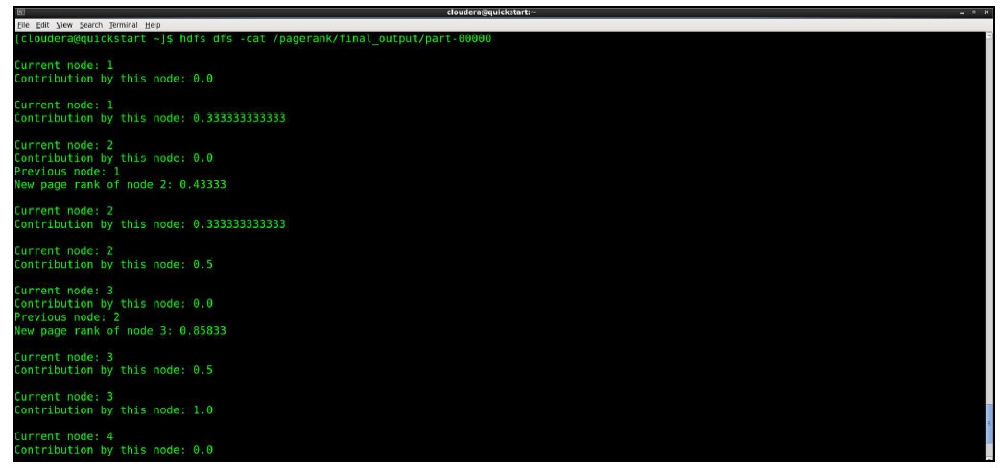 cloudera@quickstart:~
File Edit View Search Terminal Help
[cloudera@quickstart ~]$ hdfs dfs -cat /pagerank/final_output/part-00000
Current node: 1
Contribution by this node: 0.0
Current node: 1
Contribution by this node: 0.333333333333
Current node: 2
Contribution by this node: 0.0
Previous node: 1
New page rank of node 2: 0.43333
Current node: 2
Contribution by this node: 0.333333333333
Current node: 2
Contribution by this node: 0.5
Current node: 3
Contribution by this node: 0.0
Previous node: 2
New page rank of node 3: 0.85833
Current node: 3
Contribution by this node: 0.5
Current node: 3
Contribution by this node: 1.0
Current node: 4
Contribution by this node: 0.0